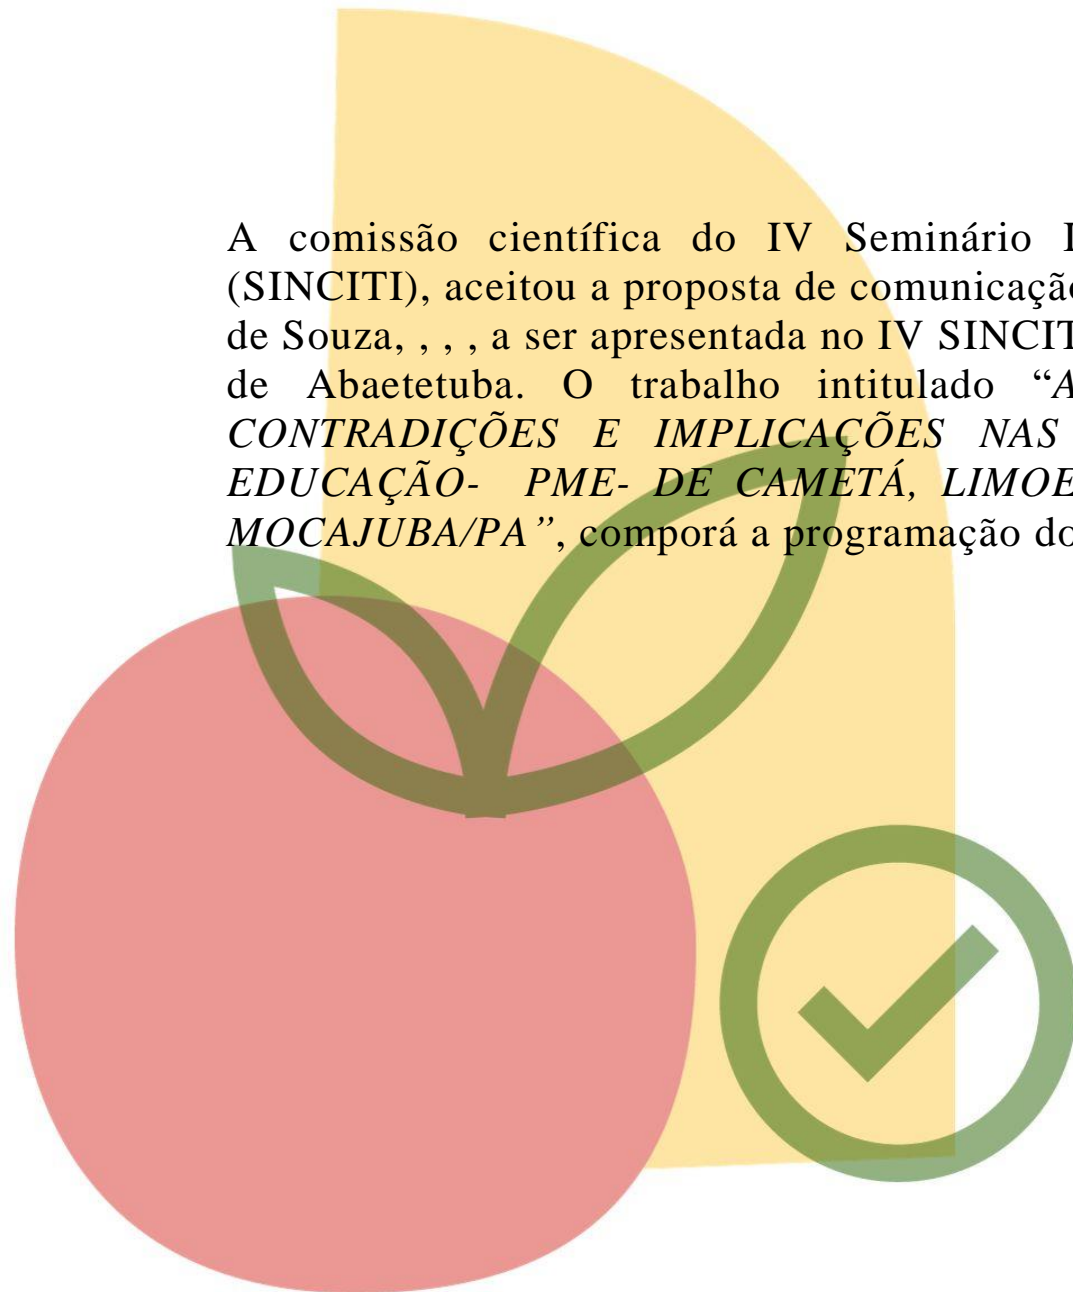 A comissão científica do IV Seminário
(SINCITI), aceitou a proposta de comunicação
de Souza, , , , a ser apresentada no IV SINCIT
de Abaetetuba. O trabalho intitulado “A
CONTRADIÇÕES E IMPLICAÇÕES NAS
EDUCAÇÃO- PME- DE CAMETÁ, LIMOE
MOCAJUBA/PA”, comporá a programação do